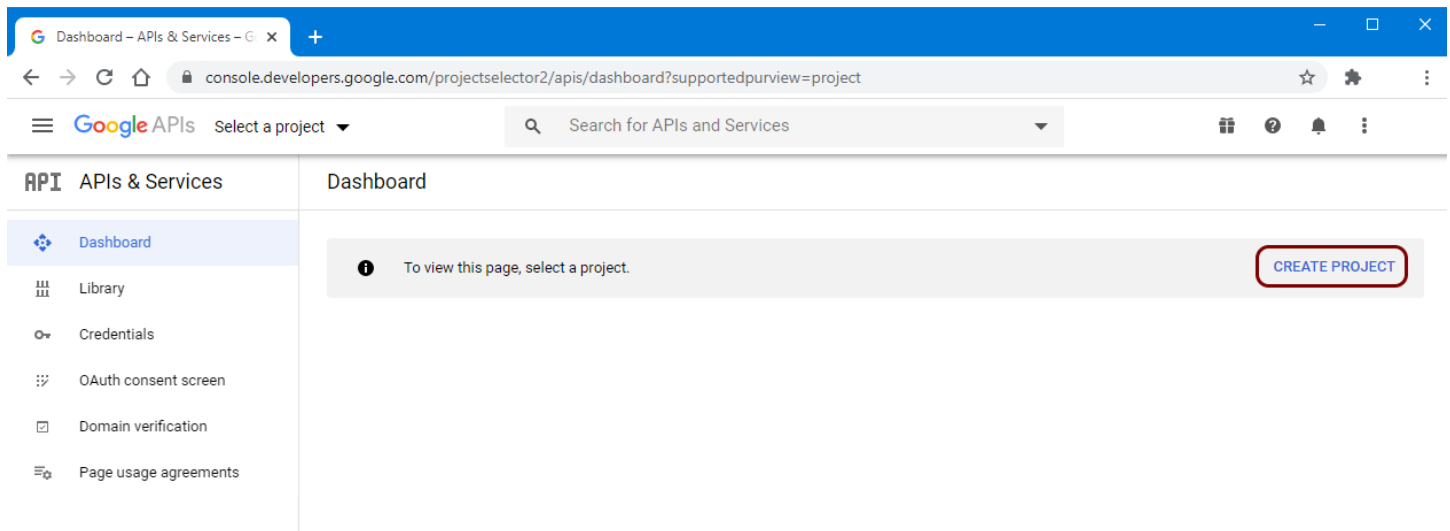 Dashboard – APIs & Services – G
console.developers.google.com/projectselector2/apis/dashboard?supportedpurview=project
Google APIs Select a project Search for APIs and Services
API APIs & Services Dashboard
Dashboard
To view this page, select a project. CREATE PROJECT
Library
Credentials
OAuth consent screen
Domain verification
Page usage agreements